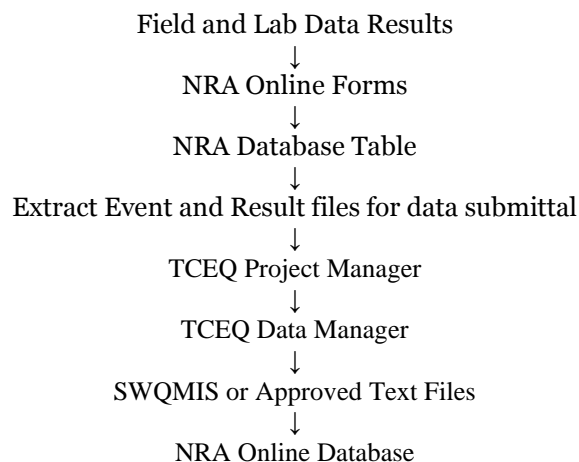 Field and Lab Data Results
↓
NRA Online Forms
↓
NRA Database Table
↓
Extract Event and Result files for data submittal
↓
TCEQ Project Manager
↓
TCEQ Data Manager
↓
SWQMIS or Approved Text Files
↓
NRA Online Database